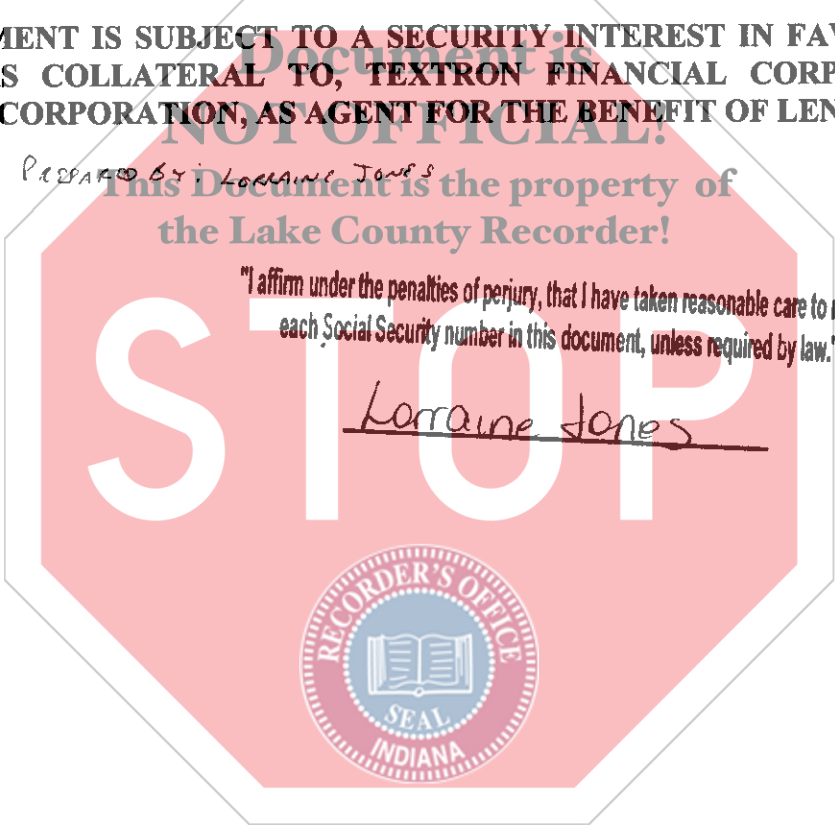 MENT IS SUBJECT TO A SECURITY INTEREST IN FAV
S COLLATERAL TO, TEXTRON FINANCIAL CORP
CORPORATION, AS AGENT FOR THE BENEFIT OF LEN
Document is
NOT OFFICIAL!
PREPARED BY: LORRAINE JONES
This Document is the property of
the Lake County Recorder!
"I affirm under the penalties of perjury, that I have taken reasonable care to r
each Social Security number in this document, unless required by law."
Lorraine Jones
STOP
RECORDER'S OFFICE
SEAL
INDIANA